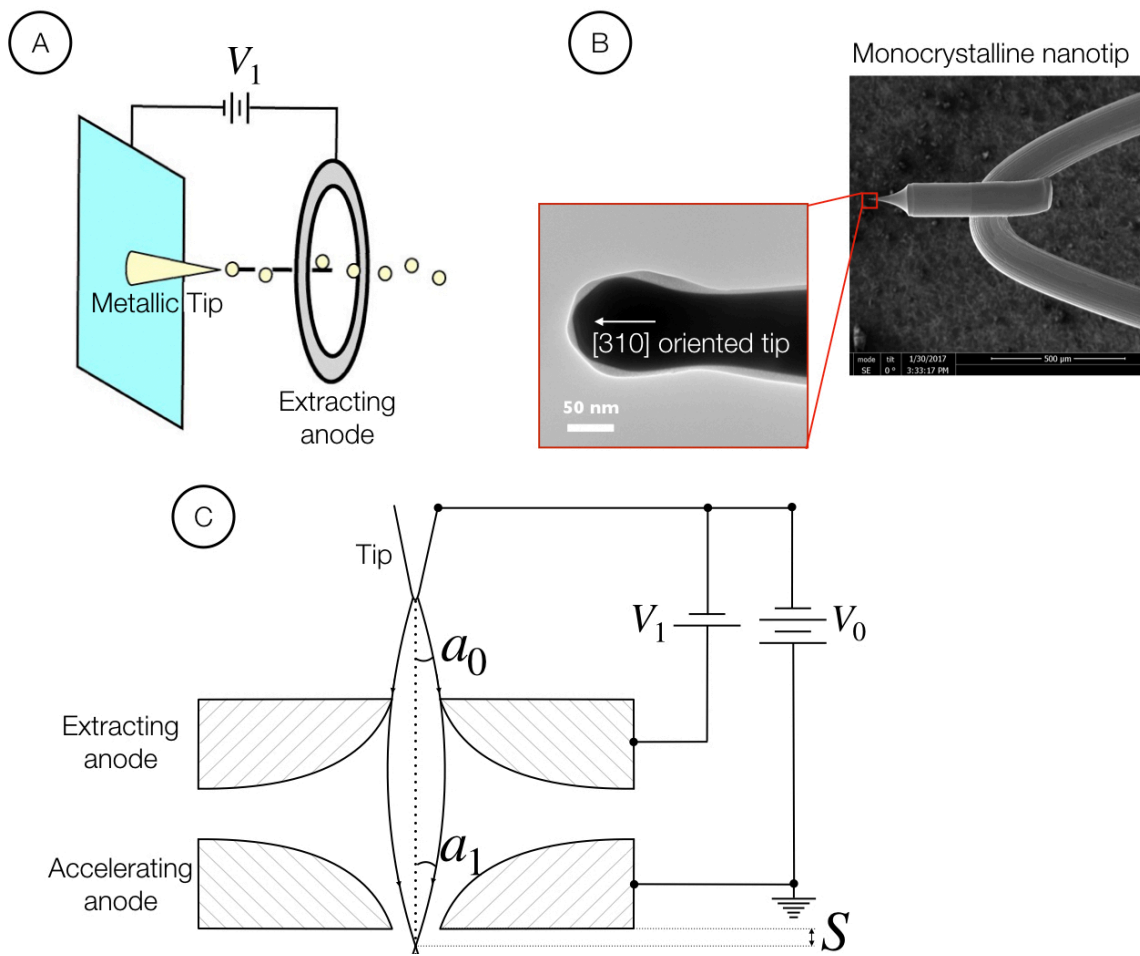 A
V₁
Metallic Tip
Extracting
anode
B
Monocrystalline nanotip
[310] oriented tip
50 nm
mode tilt 1/30/2017 500 µm
SE 0 ° 3:33:17 PM
C
Tip
a₀
V₁
V₀
Extracting
anode
a₁
Accelerating
anode
S